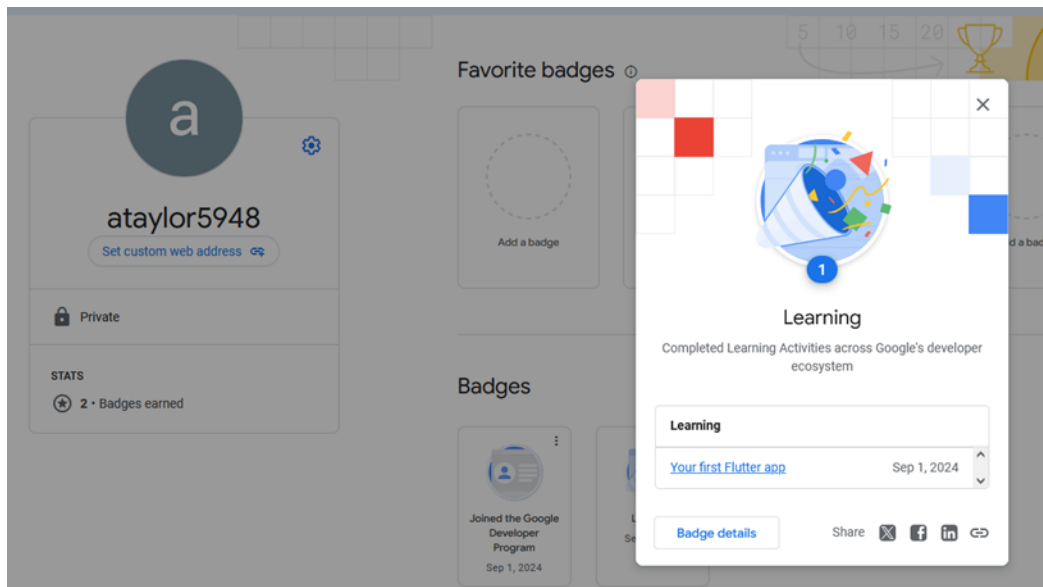 5 10 15 20
a
ataylor5948
Set custom web address
Private
STATS
2 • Badges earned
Favorite badges
Add a badge
d a bad
Badges
Joined the Google
Developer
Program
Sep 1, 2024
L
Se
1
Learning
Completed Learning Activities across Google's developer
ecosystem
Learning
Your first Flutter app Sep 1, 2024
Badge details Share